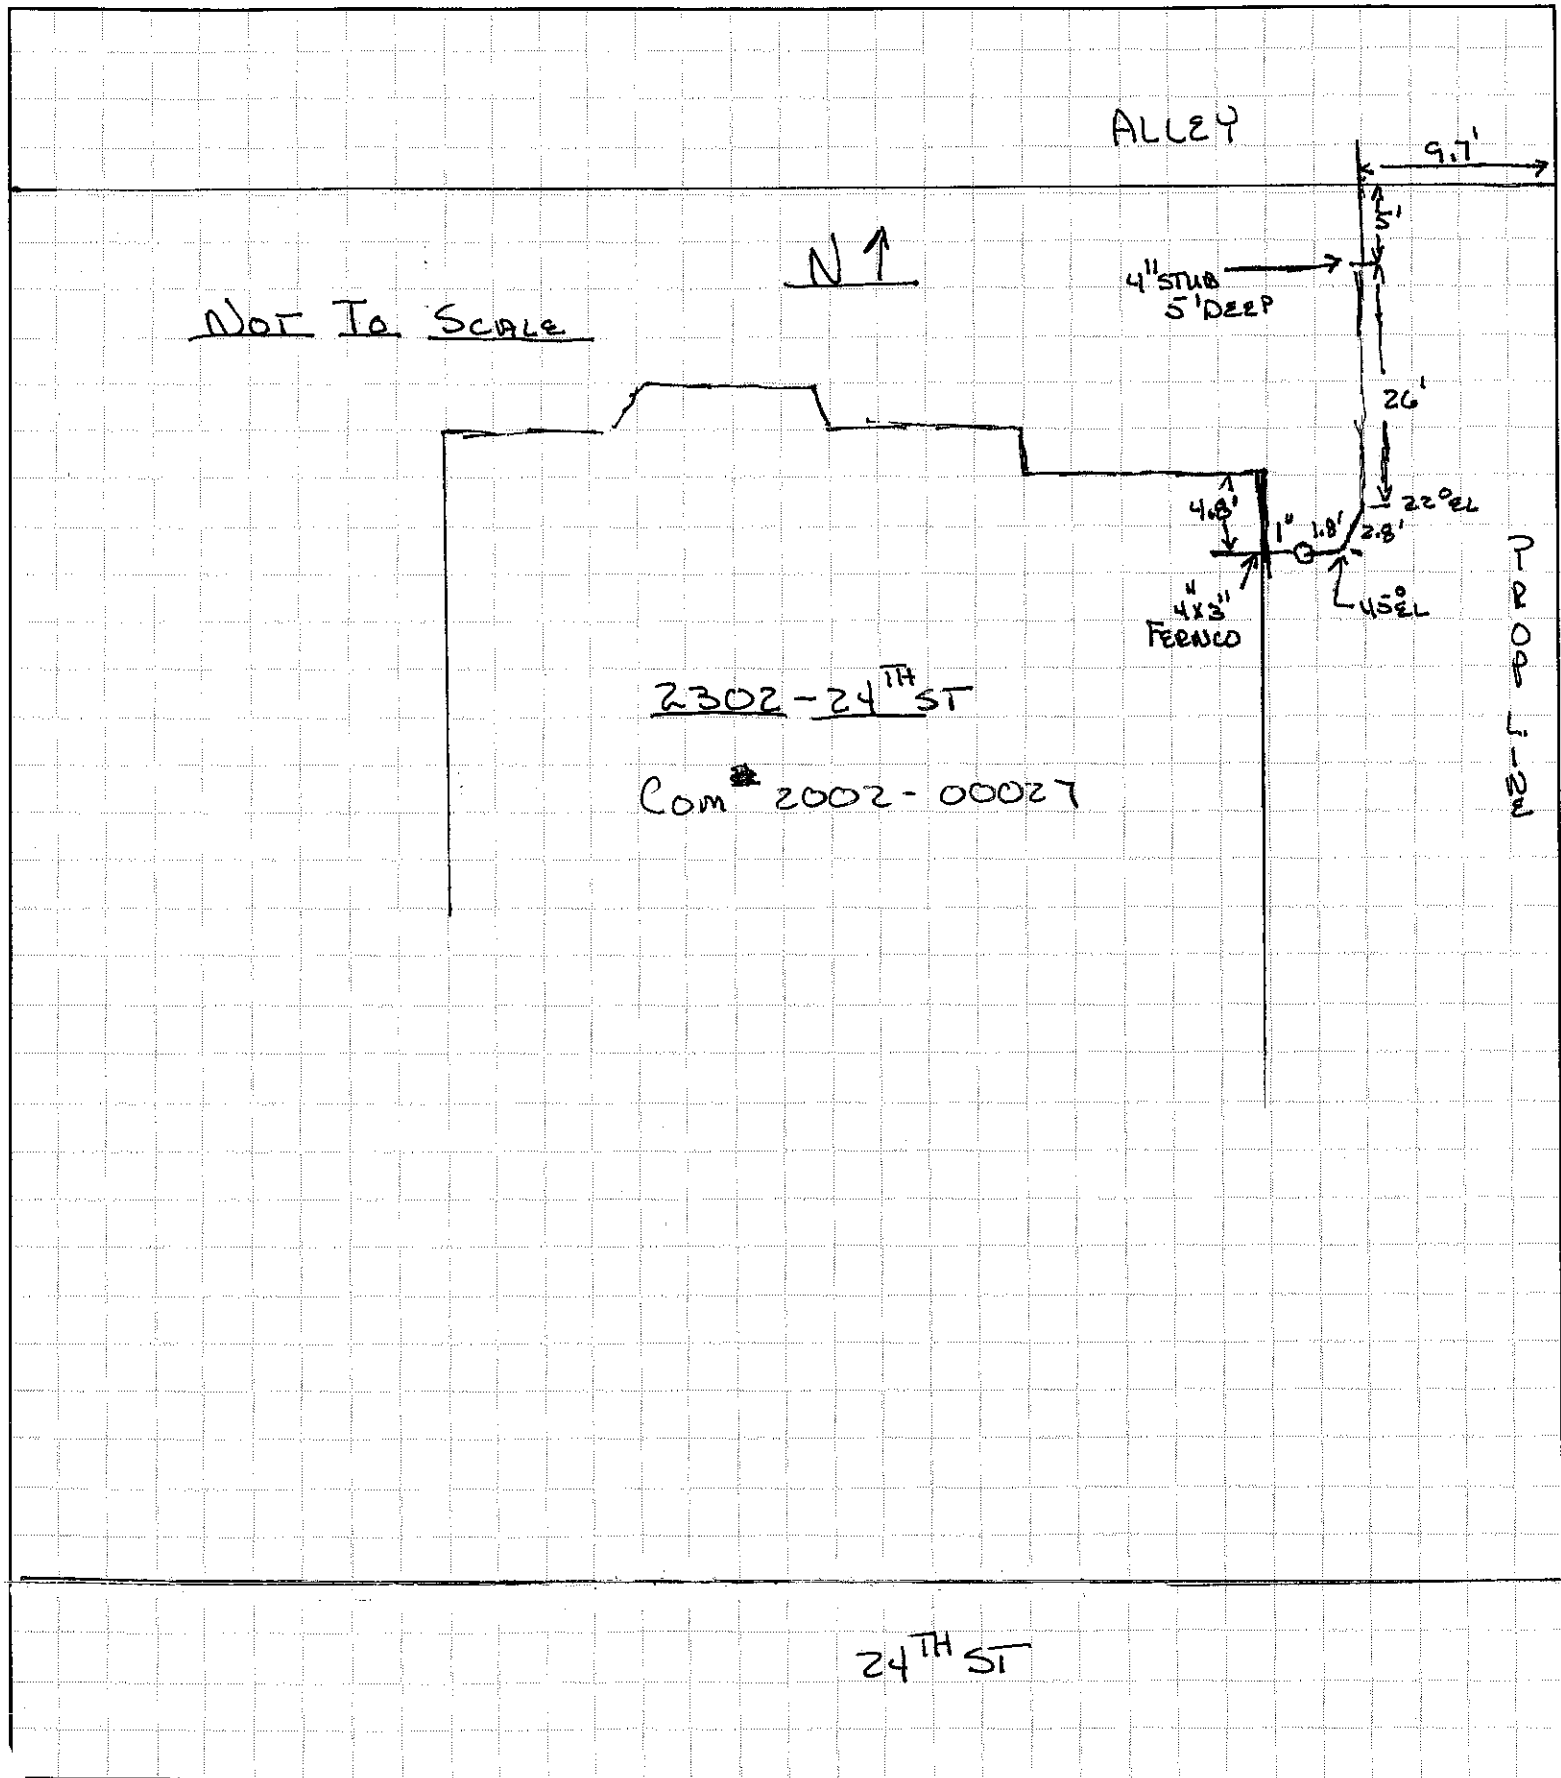 ALLEY
9.7'
5'
N ↑
4" STUB
5' DEEP
NOT TO SCALE
26'
4.8'
1" 1.8' 2.8'
22° EL
45° EL
4"x3"
FERNCO
PROP LINE
2302 - 24TH ST
Com# 2002-00027
24TH ST